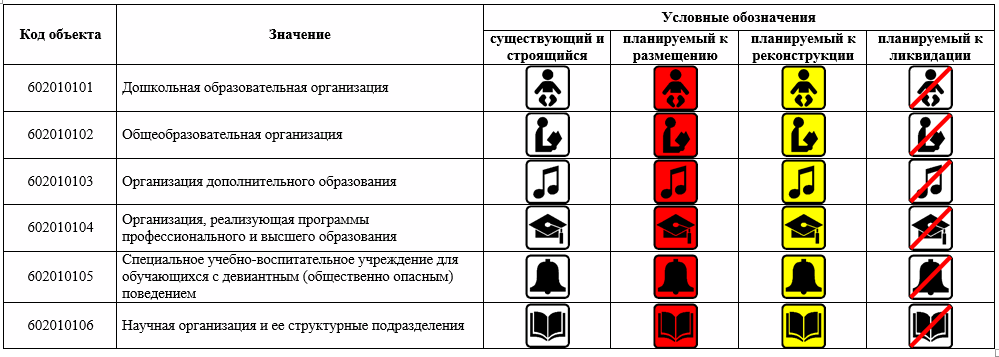 Код объекта
Значение
Условные обозначения
существующий и
строящийся
планируемый к
размещению
планируемый к
реконструкции
планируемый к
ликвидации
602010101
Дошкольная образовательная организация
602010102
Общеобразовательная организация
602010103
Организация дополнительного образования
602010104
Организация, реализующая программы
профессионального и высшего образования
602010105
Специальное учебно-воспитательное учреждение для
обучающихся с девиантным (общественно опасным)
поведением
602010106
Научная организация и ее структурные подразделения